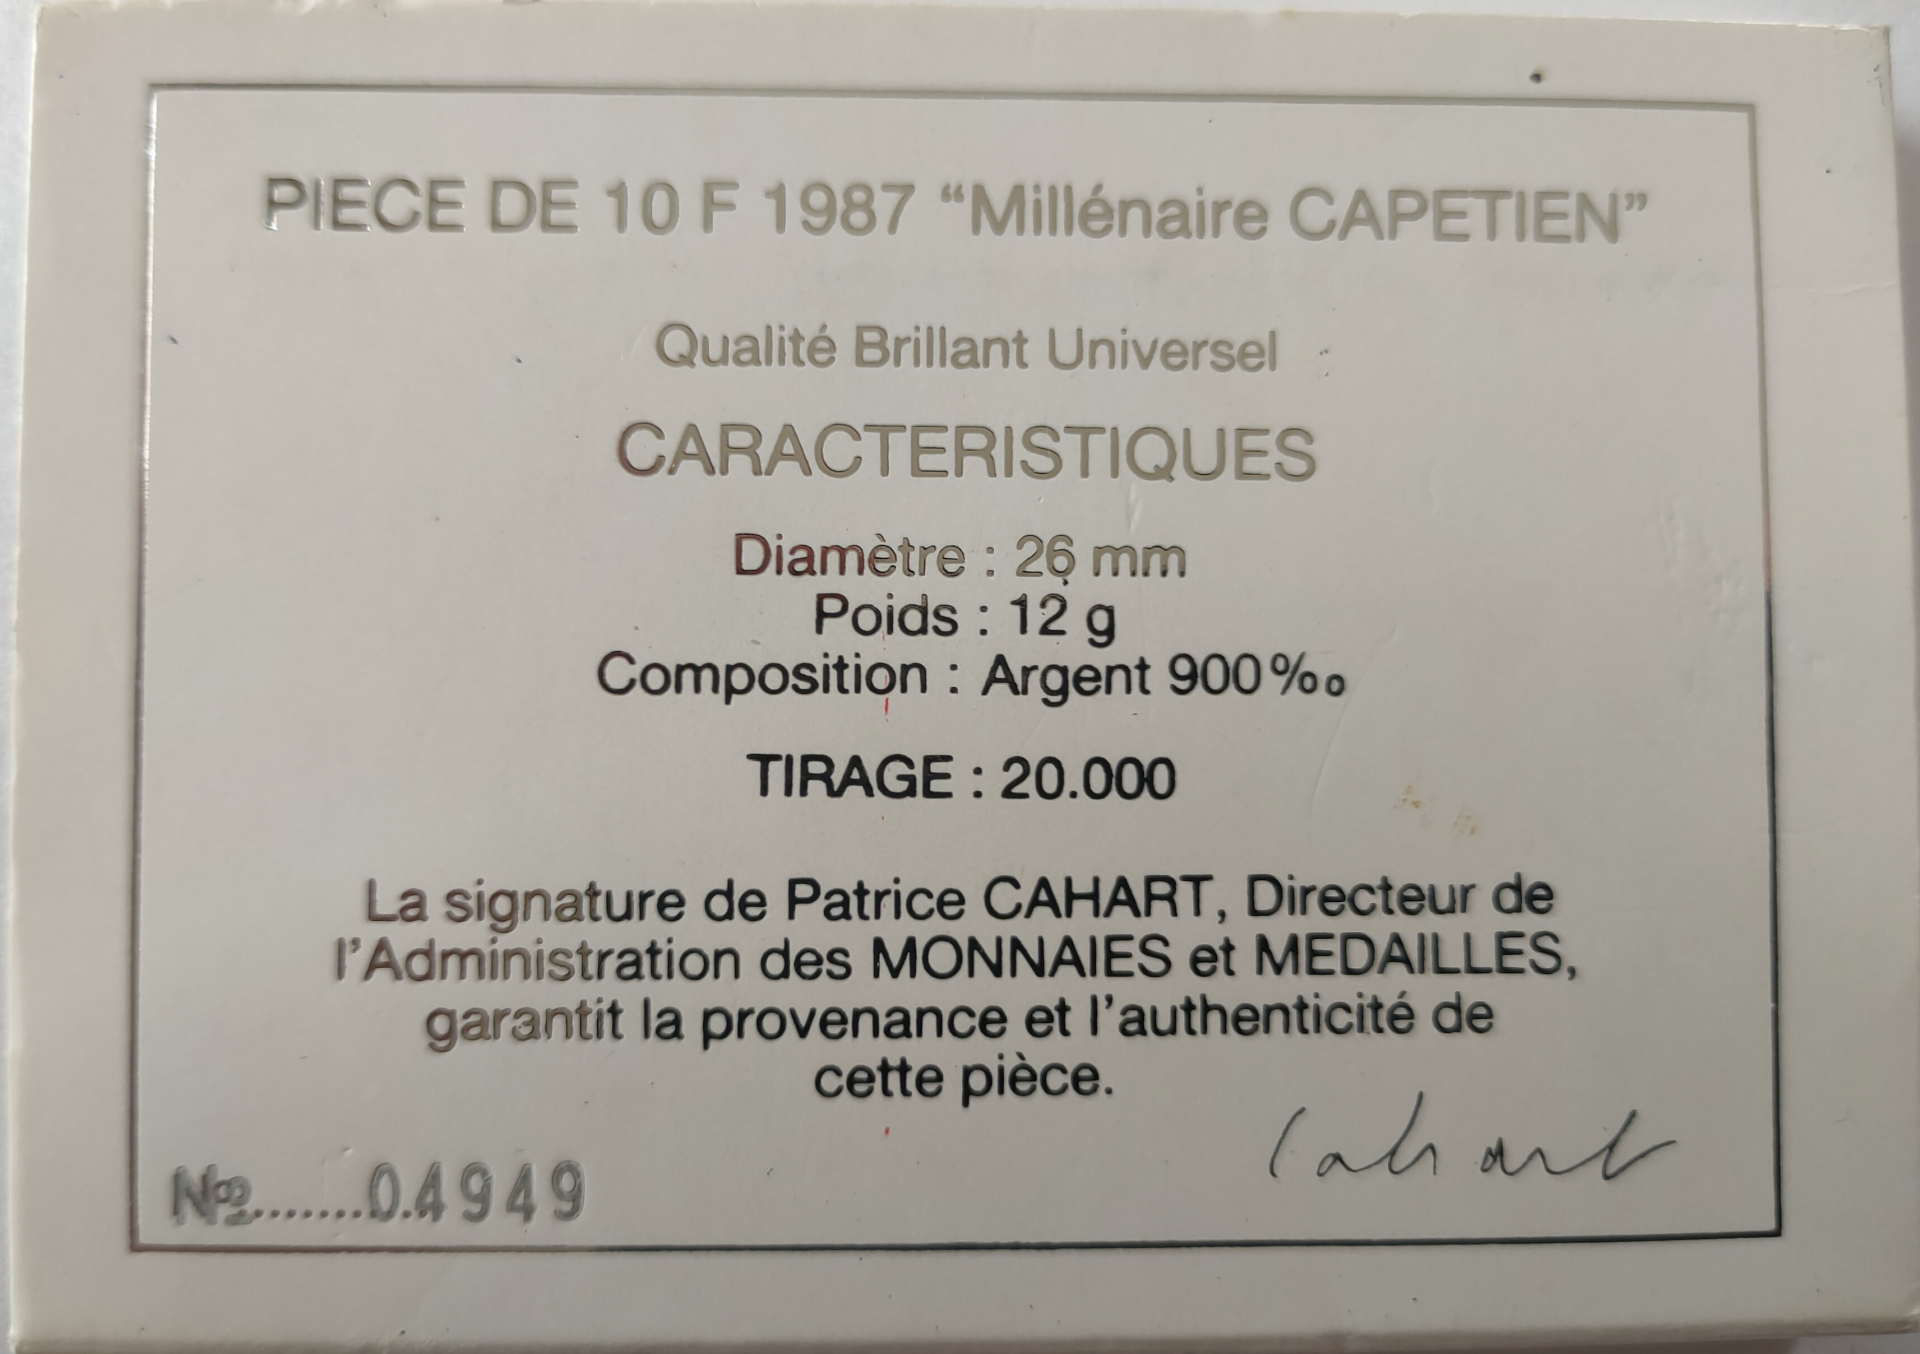 PIECE DE 10 F 1987 “Millénaire CAPETIEN”
Qualité Brillant Universel
CARACTERISTIQUES
Diamètre : 26 mm
Poids : 12 g
Composition : Argent 900‰
TIRAGE : 20.000
La signature de Patrice CAHART, Directeur de
l’Administration des MONNAIES et MEDAILLES,
garantit la provenance et l’authenticité de
cette pièce.
Cahart
Nº.......04949